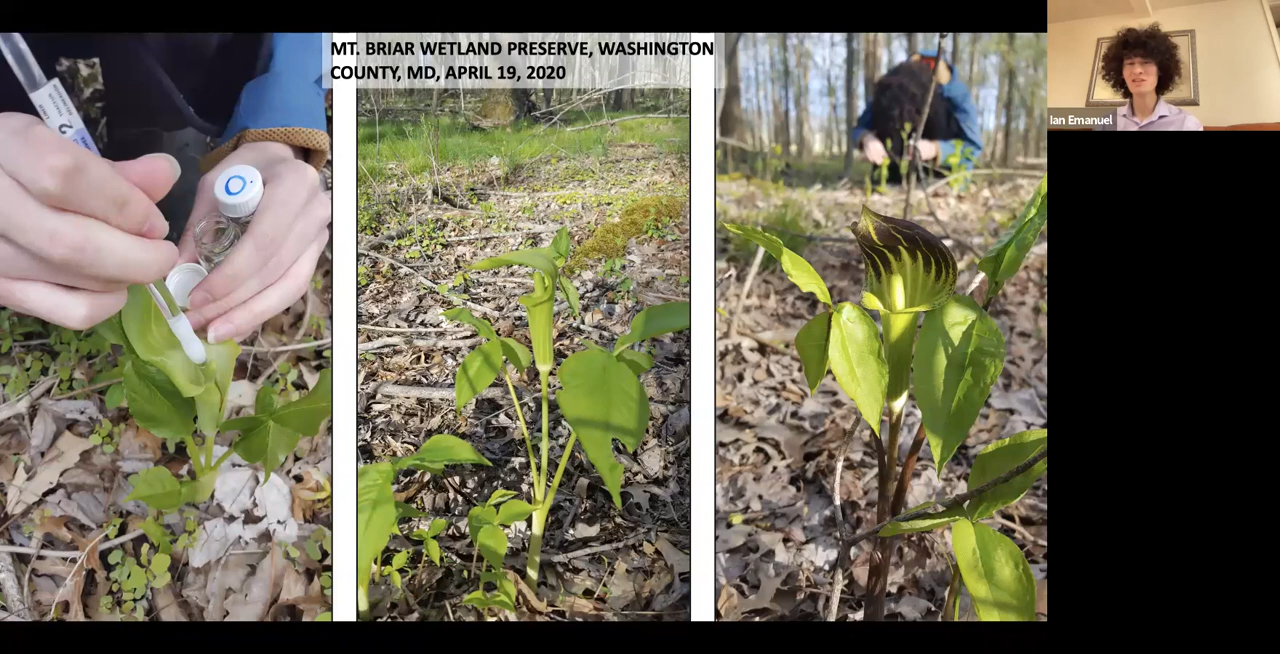 MT. BRIAR WETLAND PRESERVE, WASHINGTON
COUNTY, MD, APRIL 19, 2020
Ian Emanuel